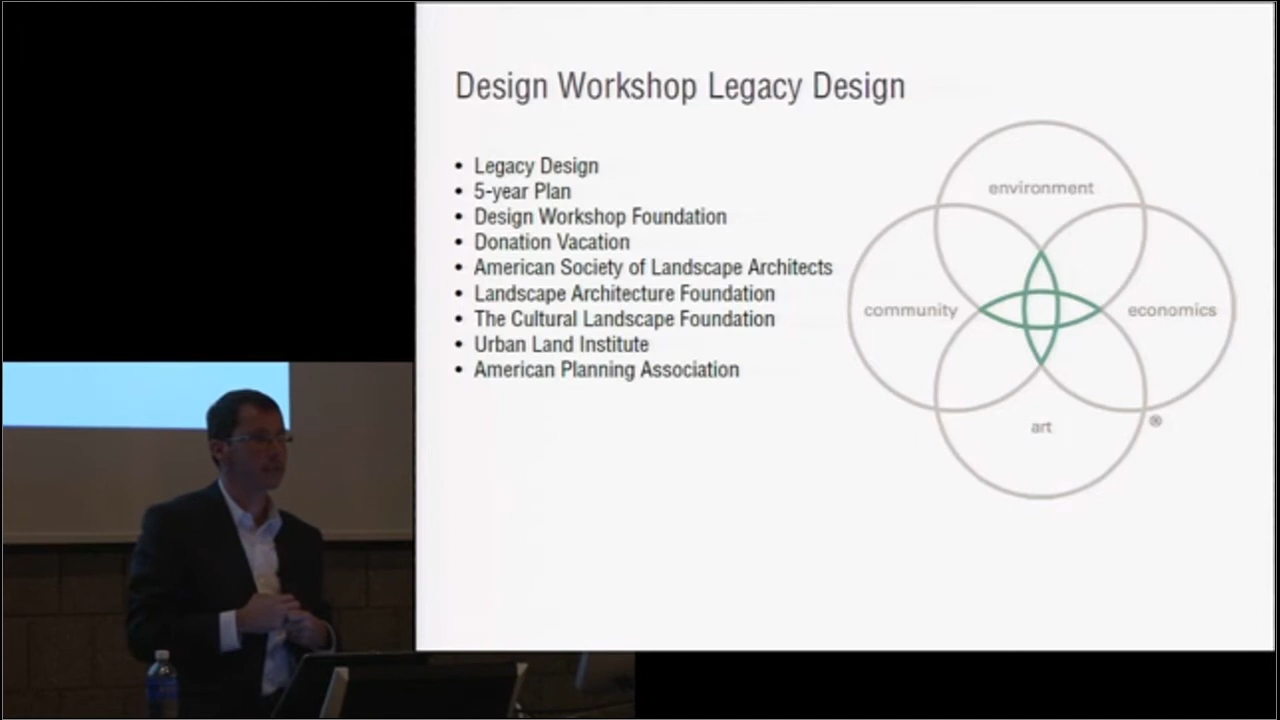 Design Workshop Legacy Design
• Legacy Design
• 5-year Plan
• Design Workshop Foundation
• Donation Vacation
• American Society of Landscape Architects
• Landscape Architecture Foundation
• The Cultural Landscape Foundation
• Urban Land Institute
• American Planning Association
environment
community
economics
art
®